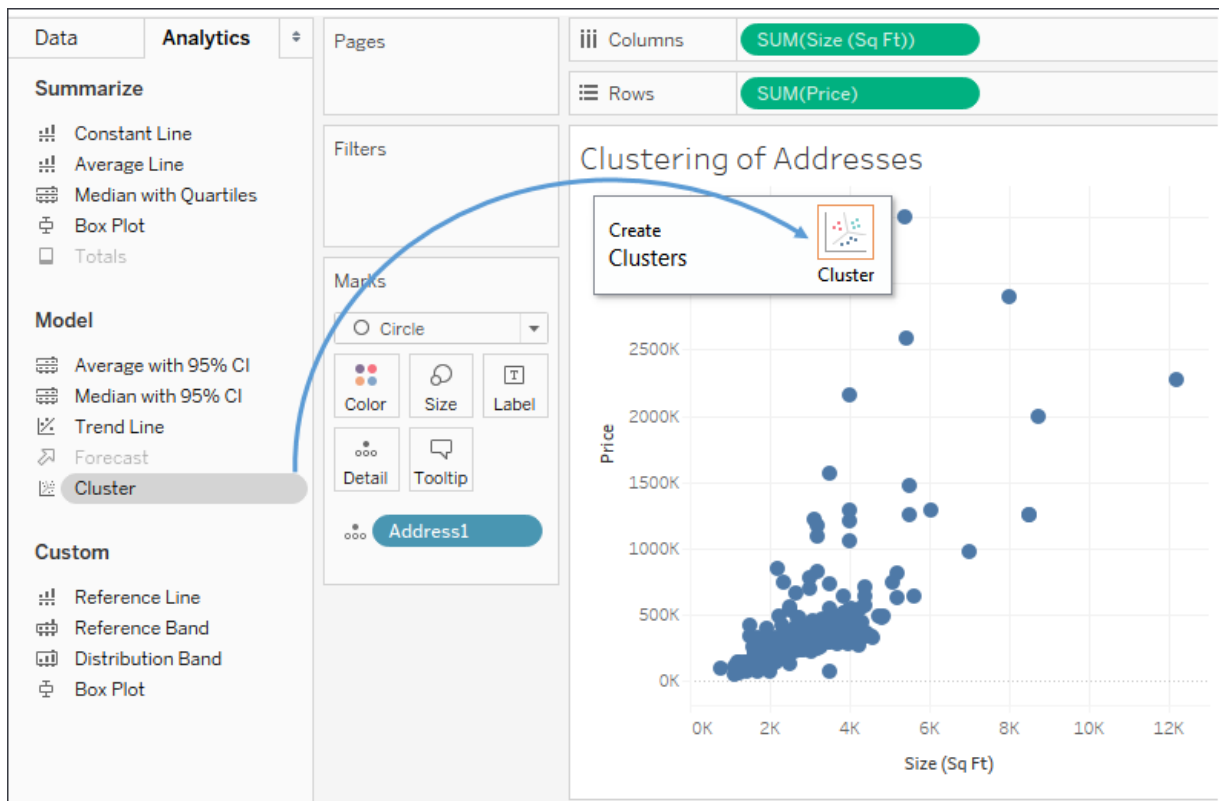 Data
Analytics
Summarize
Constant Line
Average Line
Median with Quartiles
Box Plot
Totals
Model
Average with 95% CI
Median with 95% CI
Trend Line
Forecast
Cluster
Custom
Reference Line
Reference Band
Distribution Band
Box Plot
Pages
Filters
Marks
Circle
Color
Size
Label
T
Detail
Tooltip
Address1
Columns
SUM(Size (Sq Ft))
Rows
SUM(Price)
Clustering of Addresses
Create
Clusters
Cluster
Price
2500K
2000K
1500K
1000K
500K
0K
0K
2K
4K
6K
8K
10K
12K
Size (Sq Ft)